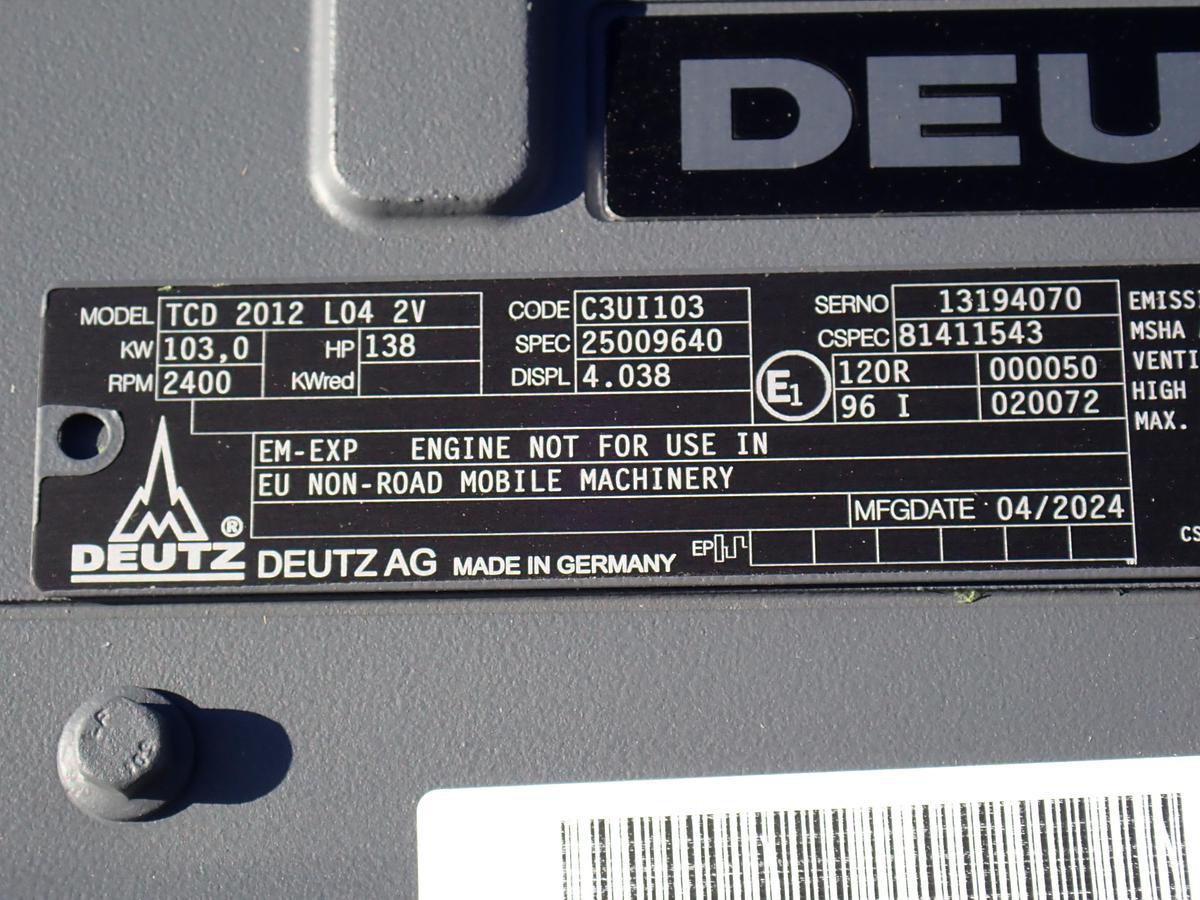 DEU
MODEL TCD 2012 L04 2V CODE C3UI103 SERNO 13194070
KW 103,0 HP 138 SPEC 25009640 CSPEC 81411543
RPM 2400 KWred DISPL 4.038 E1 120R 000050
96 I 020072
EMISS
MSHA
VENTI
HIGH
MAX.
EM-EXP ENGINE NOT FOR USE IN
EU NON-ROAD MOBILE MACHINERY
MFGDATE 04/2024
DEUTZ ® DEUTZ AG MADE IN GERMANY EP
CS